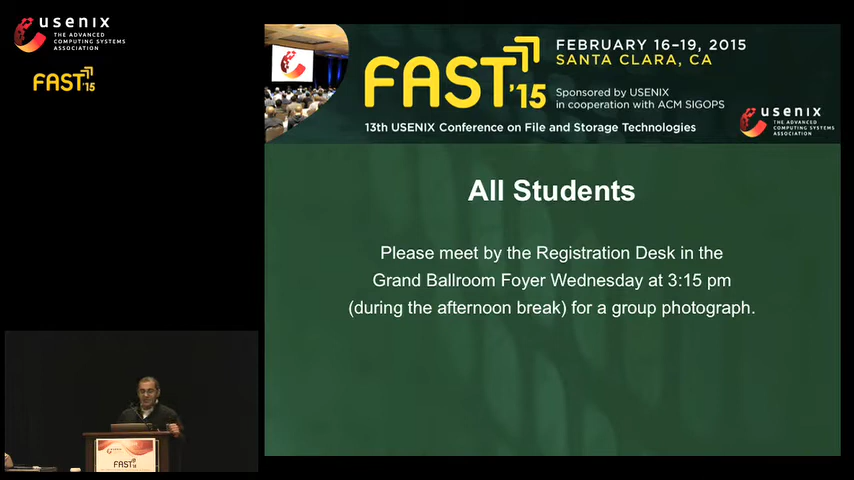 usenix
THE ADVANCED
COMPUTING SYSTEMS
ASSOCIATION
FAST'15
FAST'15
FEBRUARY 16–19, 2015
SANTA CLARA, CA
Sponsored by USENIX
in cooperation with ACM SIGOPS
13th USENIX Conference on File and Storage Technologies
usenix
THE ADVANCED
COMPUTING SYSTEMS
ASSOCIATION
All Students
Please meet by the Registration Desk in the
Grand Ballroom Foyer Wednesday at 3:15 pm
(during the afternoon break) for a group photograph.
FAST